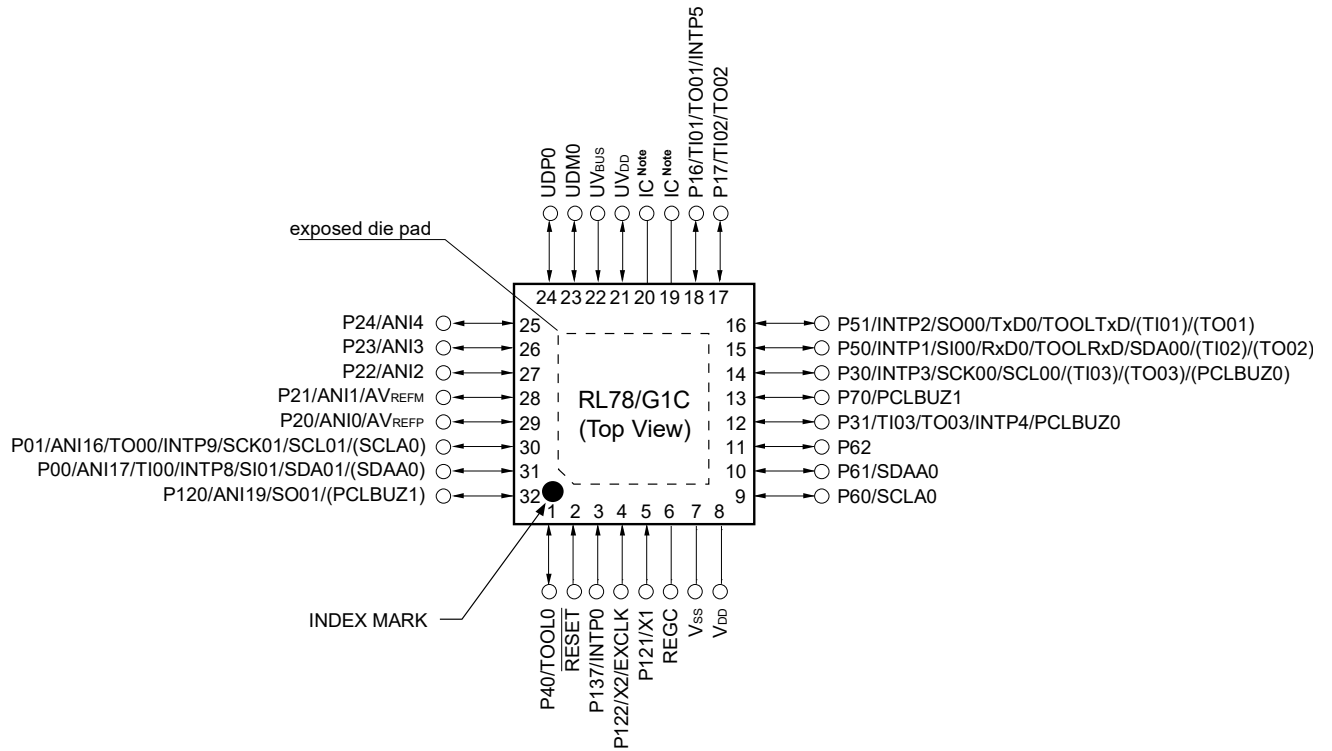 UDP0
UDM0
UVBUS
UVDD
IC Note
IC Note
P16/TI01/TO01/INTP5
P17/TI02/TO02
exposed die pad
24 23 22 21 20 19 18 17
P24/ANI4 25
P23/ANI3 26
P22/ANI2 27
P21/ANI1/AVREFM 28
P20/ANI0/AVREFP 29
P01/ANI16/TO00/INTP9/SCK01/SCL01/(SCLA0) 30
P00/ANI17/TI00/INTP8/SI01/SDA01/(SDAA0) 31
P120/ANI19/SO01/(PCLBUZ1) 32
RL78/G1C
(Top View)
16 P51/INTP2/SO00/TxD0/TOOLTxD/(TI01)/(TO01)
15 P50/INTP1/SI00/RxD0/TOOLRxD/SDA00/(TI02)/(TO02)
14 P30/INTP3/SCK00/SCL00/(TI03)/(TO03)/(PCLBUZ0)
13 P70/PCLBUZ1
12 P31/TI03/TO03/INTP4/PCLBUZ0
11 P62
10 P61/SDAA0
9 P60/SCLA0
1 2 3 4 5 6 7 8
INDEX MARK
P40/TOOL0
RESET
P137/INTP0
P122/X2/EXCLK
P121/X1
REGC
VSS
VDD